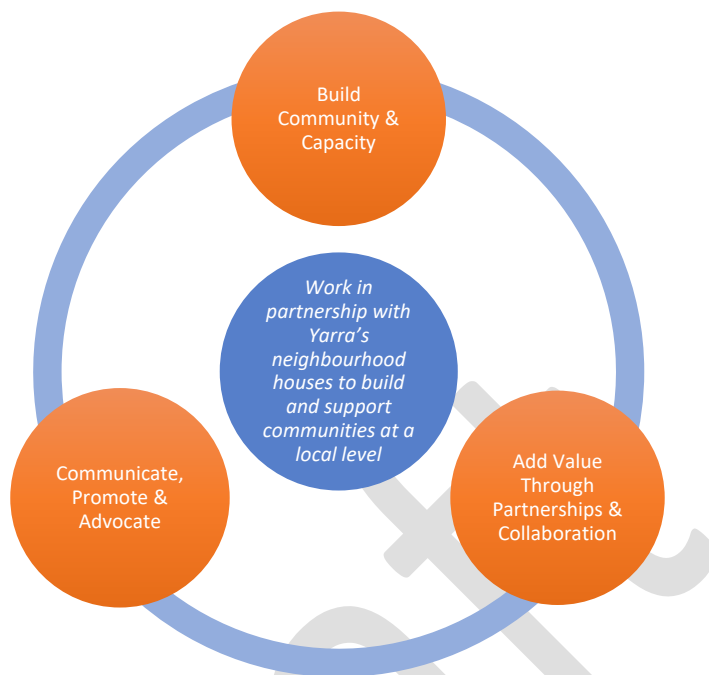 Build
Community &
Capacity
Work in
partnership with
Yarra’s
neighbourhood
houses to build
and support
communities at a
local level
Communicate,
Promote &
Advocate
Add Value
Through
Partnerships &
Collaboration